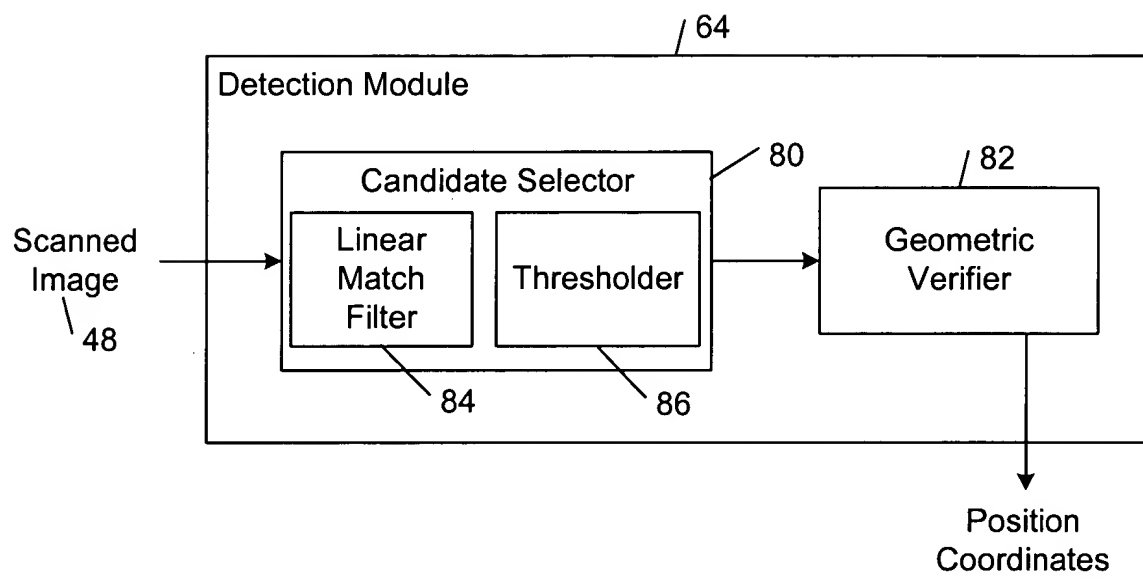 64
Detection Module
80
Candidate Selector
82
Linear
Match
Filter
Thresholder
Geometric
Verifier
Scanned
Image
48
84
86
Position
Coordinates